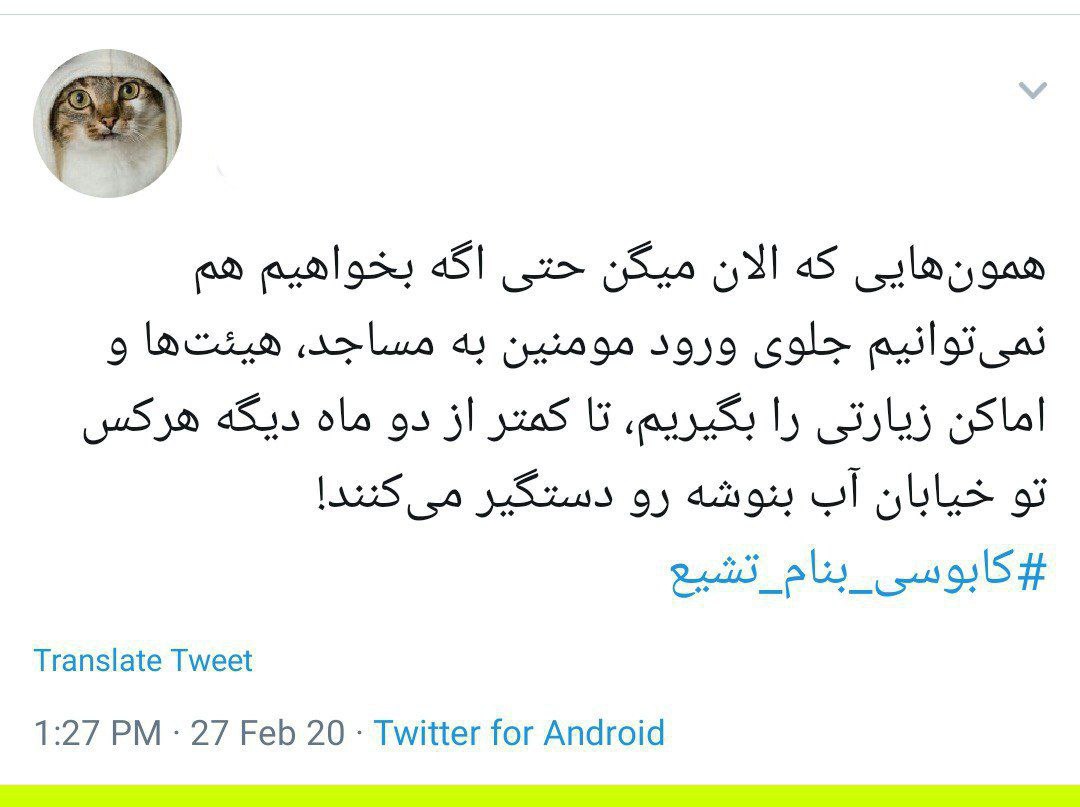 همون‌هایی که الان میگن حتی اگه بخواهیم هم
نمی‌توانیم جلوی ورود مومنین به مساجد، هیئت‌ها و
اماکن زیارتی را بگیریم، تا کمتر از دو ماه دیگه هرکس
تو خیابان آب بنوشه رو دستگیر می‌کنند!
#کابوسی_بنام_تشیع
Translate Tweet
1:27 PM · 27 Feb 20 · Twitter for Android